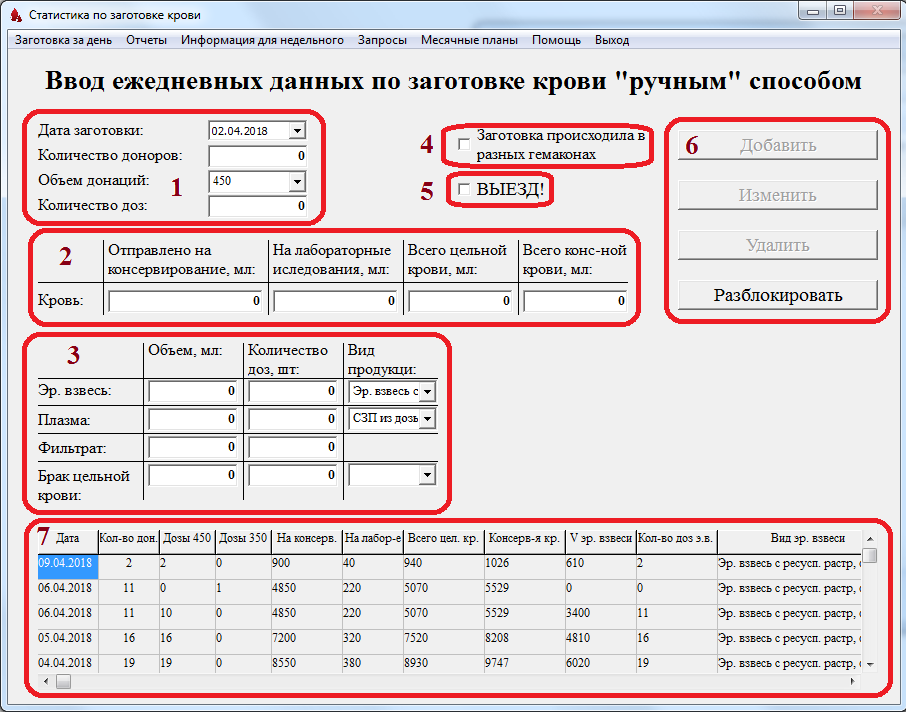 Статистика по заготовке крови
Заготовка за день Отчеты Информация для недельного Запросы Месячные планы Помощь Выход
Ввод ежедневных данных по заготовке крови "ручным" способом
Дата заготовки: 02.04.2018
Количество доноров: 0
Объем донаций: 450
Количество доз: 0
1
4
Заготовка происходила в
разных гемаконах
5
ВЫЕЗД!
6
Добавить
Изменить
Удалить
Разблокировать
2
Отправлено на
консервирование, мл:
На лабораторные
иследования, мл:
Всего цельной
крови, мл:
Всего конс-ной
крови, мл:
Кровь: 0 0 0 0
3
Объем, мл:
Количество
доз, шт:
Вид
продукци:
Эр. взвесь: 0 0 Эр. взвесь с
Плазма: 0 0 СЗП из дозы
Фильтрат: 0 0
Брак цельной 0 0
крови:
7
Дата Кол-во дон. Дозы 450 Дозы 350 На консерв. На лабор-е Всего цел. кр. Консерв-я кр. V эр. взвеси Кол-во доз э.в. Вид эр. взвеси
09.04.2018 2 2 0 900 40 940 1026 610 2 Эр. взвесь с ресусп. растр,
06.04.2018 11 0 1 4850 220 5070 5529 0 0 Эр. взвесь с ресусп. растр,
06.04.2018 11 10 0 4850 220 5070 5529 3400 11 Эр. взвесь с ресусп. растр,
05.04.2018 16 16 0 7200 320 7520 8208 4810 16 Эр. взвесь с ресусп. растр,
04.04.2018 19 19 0 8550 380 8930 9747 6020 19 Эр. взвесь с ресусп. растр,